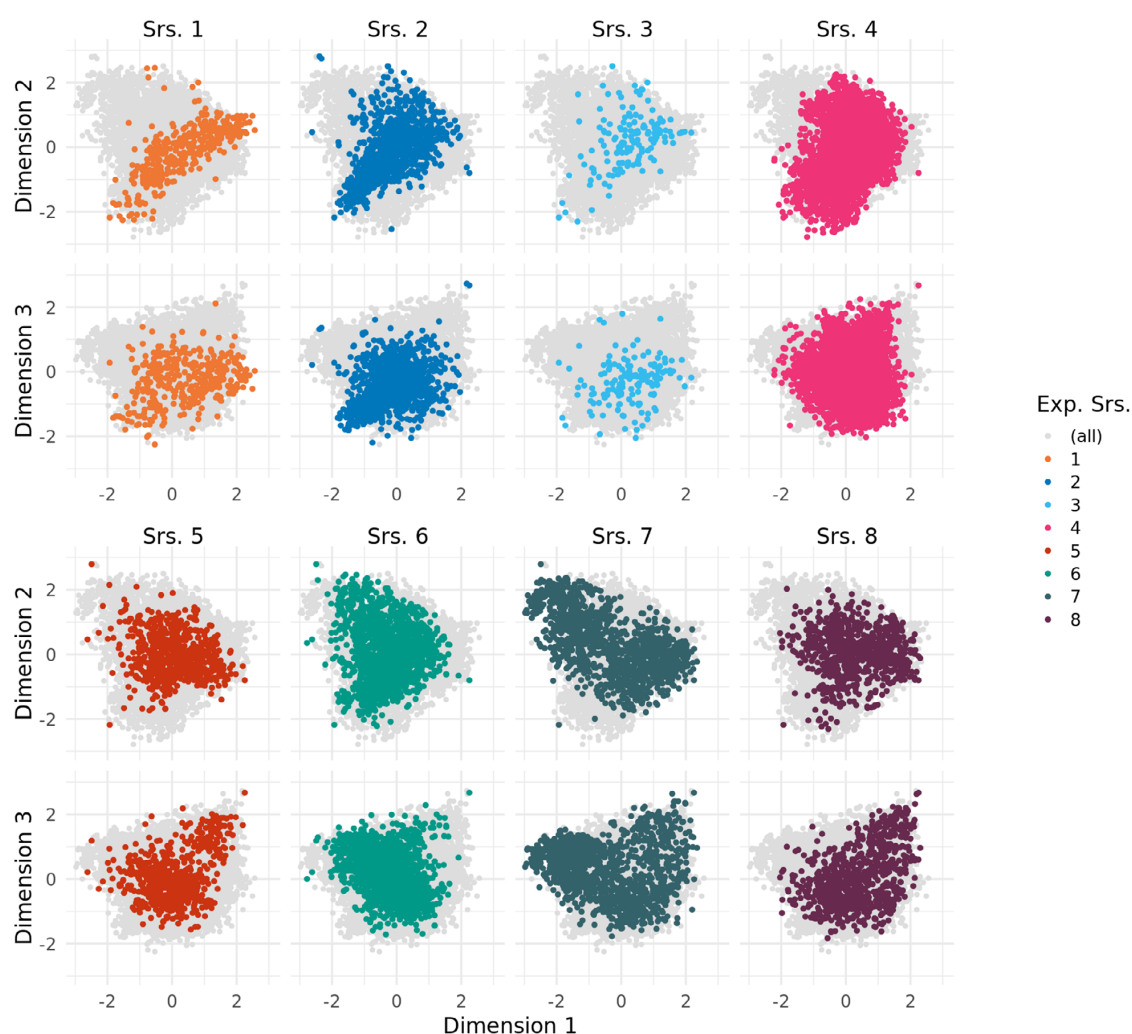 Srs. 1 Srs. 2 Srs. 3 Srs. 4
Dimension 2
2
0
-2
Dimension 3
2
0
-2
-2 0 2 -2 0 2 -2 0 2 -2 0 2
Exp. Srs.
(all)
1
2
3
4
5
6
7
8
Srs. 5 Srs. 6 Srs. 7 Srs. 8
Dimension 2
2
0
-2
Dimension 3
2
0
-2
-2 0 2 -2 0 2 -2 0 2 -2 0 2
Dimension 1